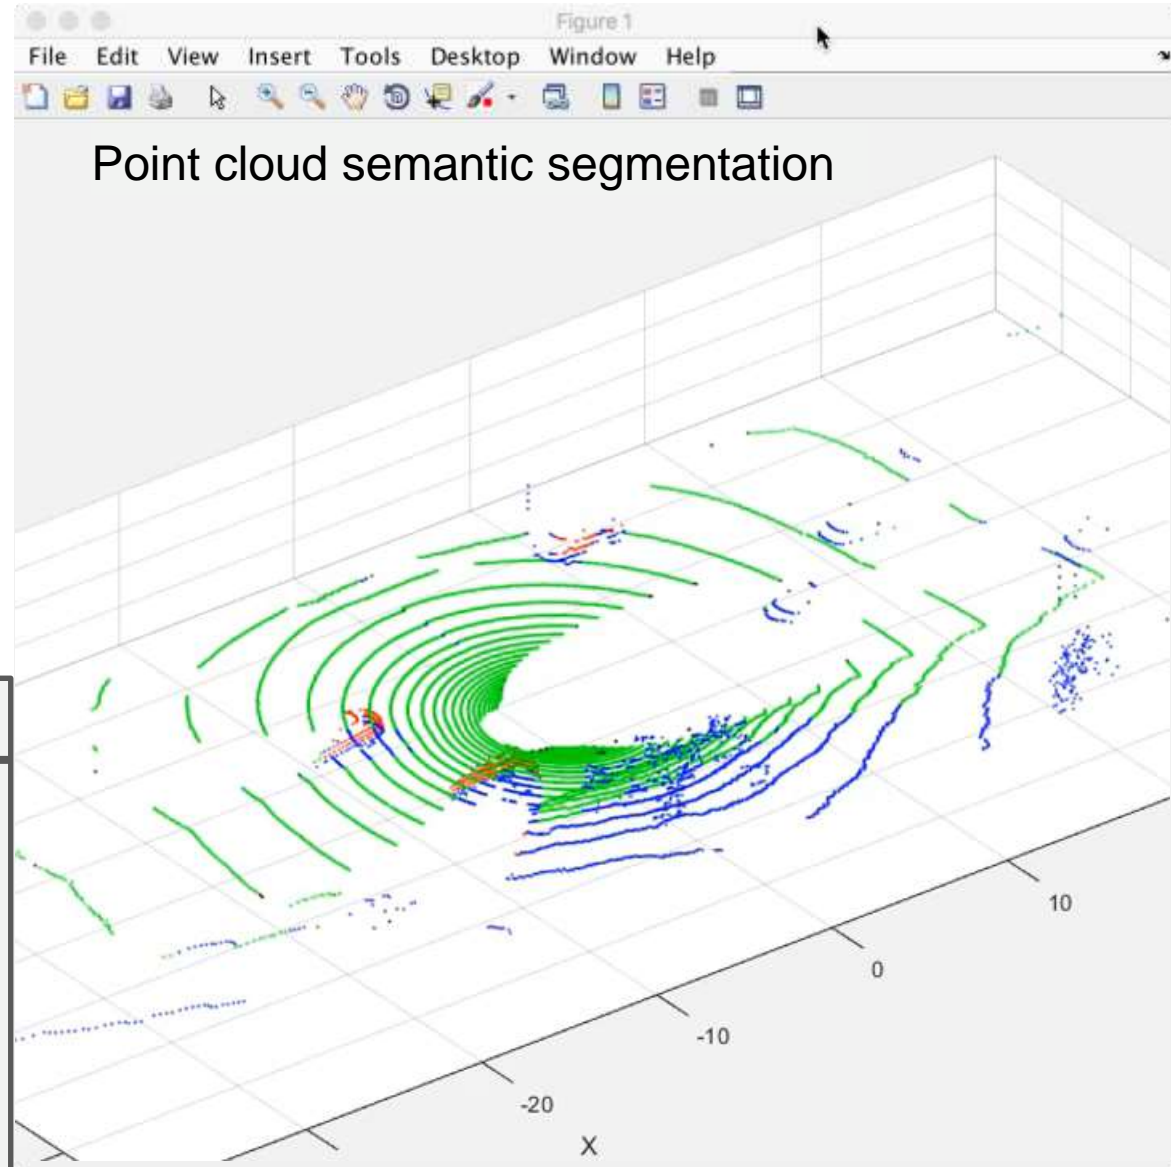 Figure 1
File Edit View Insert Tools Desktop Window Help
Point cloud semantic segmentation
10
0
-10
-20
X